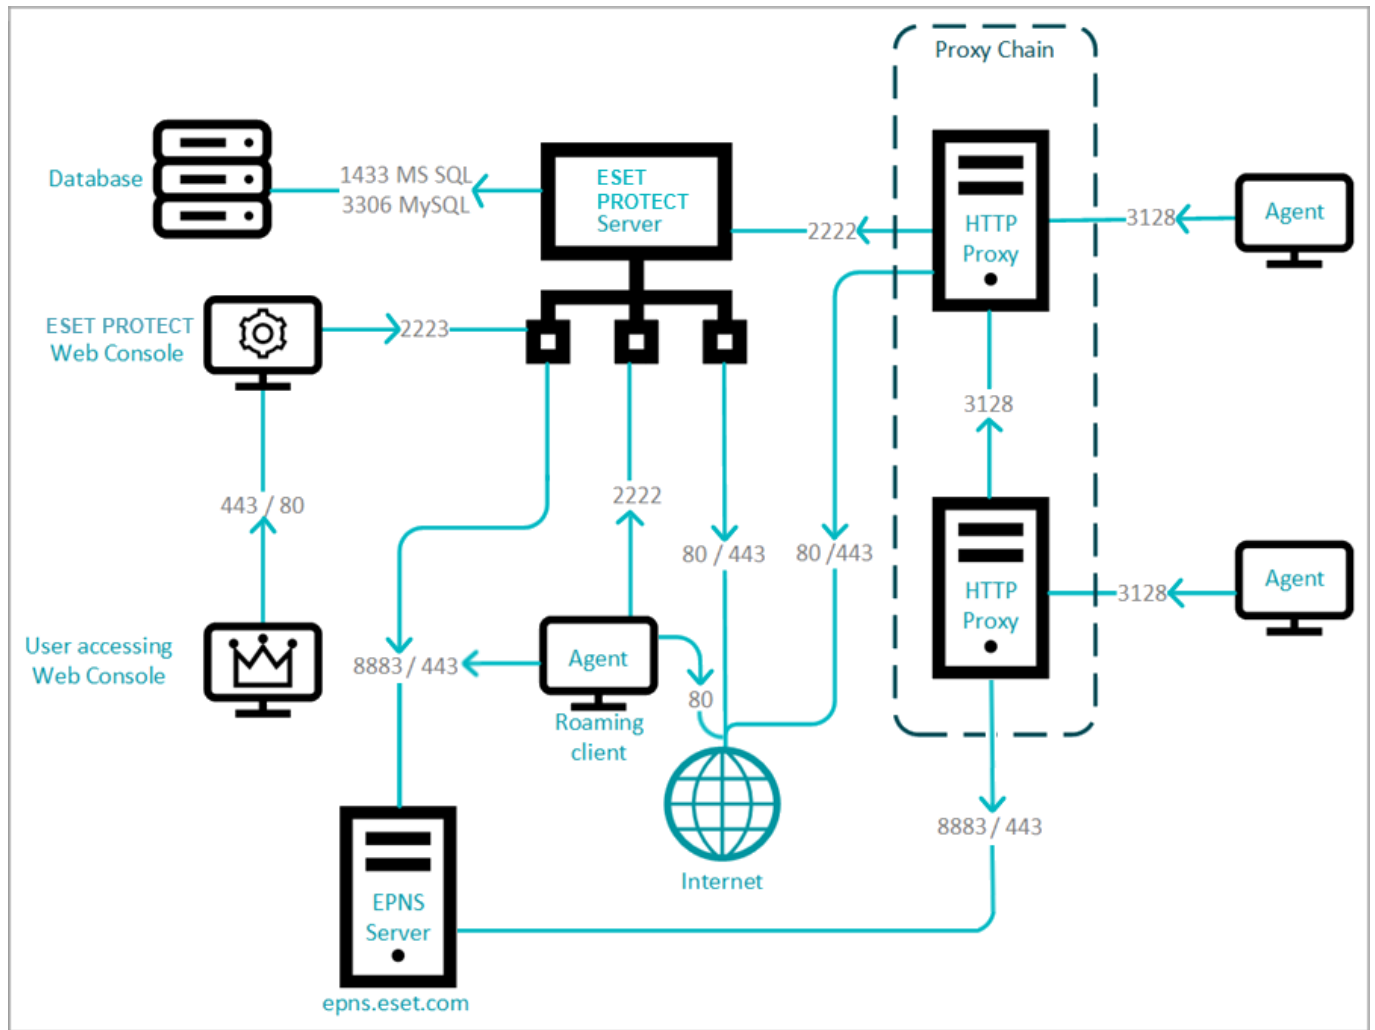 Proxy Chain
Database
1433 MS SQL
3306 MySQL
ESET
PROTECT
Server
2222
HTTP
Proxy
3128
Agent
ESET PROTECT
Web Console
2223
3128
443 / 80
2222
80 / 443
80 /443
HTTP
Proxy
3128
Agent
User accessing
Web Console
8883 / 443
Agent
80
Roaming
client
8883 / 443
Internet
EPNS
Server
epns.eset.com